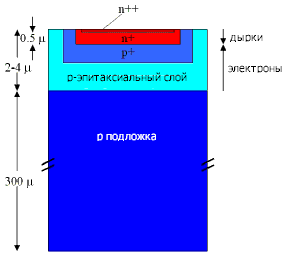 n++
0.5 μ
n+
дырки
p+
2-4 μ
р-эпитаксиальный слой
электроны
р подложка
300 μ